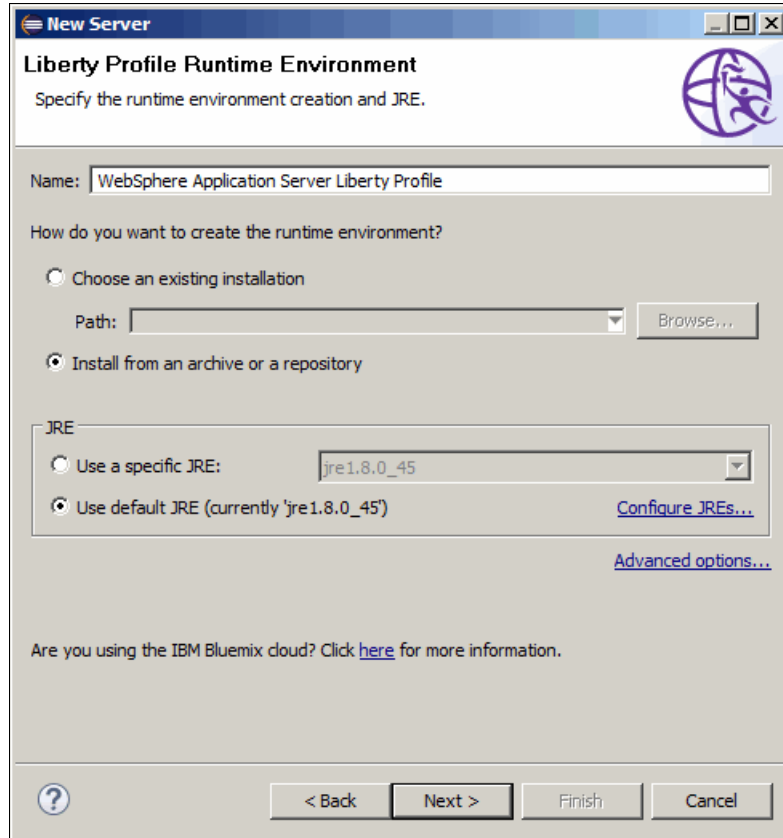 New Server
Liberty Profile Runtime Environment
Specify the runtime environment creation and JRE.
Name: WebSphere Application Server Liberty Profile
How do you want to create the runtime environment?
Choose an existing installation
Path: Browse...
Install from an archive or a repository
JRE
Use a specific JRE: jre1.8.0_45
Use default JRE (currently 'jre1.8.0_45') Configure JREs...
Advanced options...
Are you using the IBM Bluemix cloud? Click here for more information.
? < Back Next > Finish Cancel